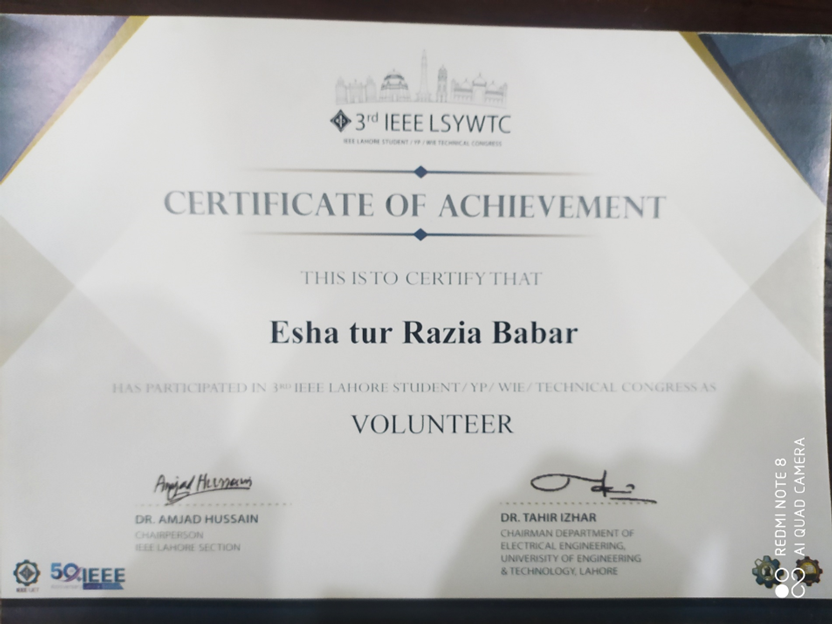 3rd IEEE LSYWTC
IEEE LAHORE STUDENT / YP / WIE TECHNICAL CONGRESS
CERTIFICATE OF ACHIEVEMENT
THIS IS TO CERTIFY THAT
Esha tur Razia Babar
HAS PARTICIPATED IN 3RD IEEE LAHORE STUDENT/ YP/ WIE/ TECHNICAL CONGRESS AS
VOLUNTEER
Amjad Hussain
DR. AMJAD HUSSAIN
CHAIRPERSON
IEEE LAHORE SECTION
DR. TAHIR IZHAR
CHAIRMAN DEPARTMENT OF
ELECTRICAL ENGINEERING,
UNIVERISITY OF ENGINEERING
& TECHNOLOGY, LAHORE
50 IEEE
REDMI NOTE 8
AI QUAD CAMERA